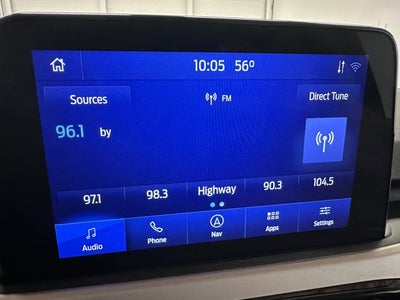 10:05 56°
Sources
FM
Direct Tune
96.1 by
97.1 98.3 Highway 90.3 104.5
Audio Phone Nav Apps Settings